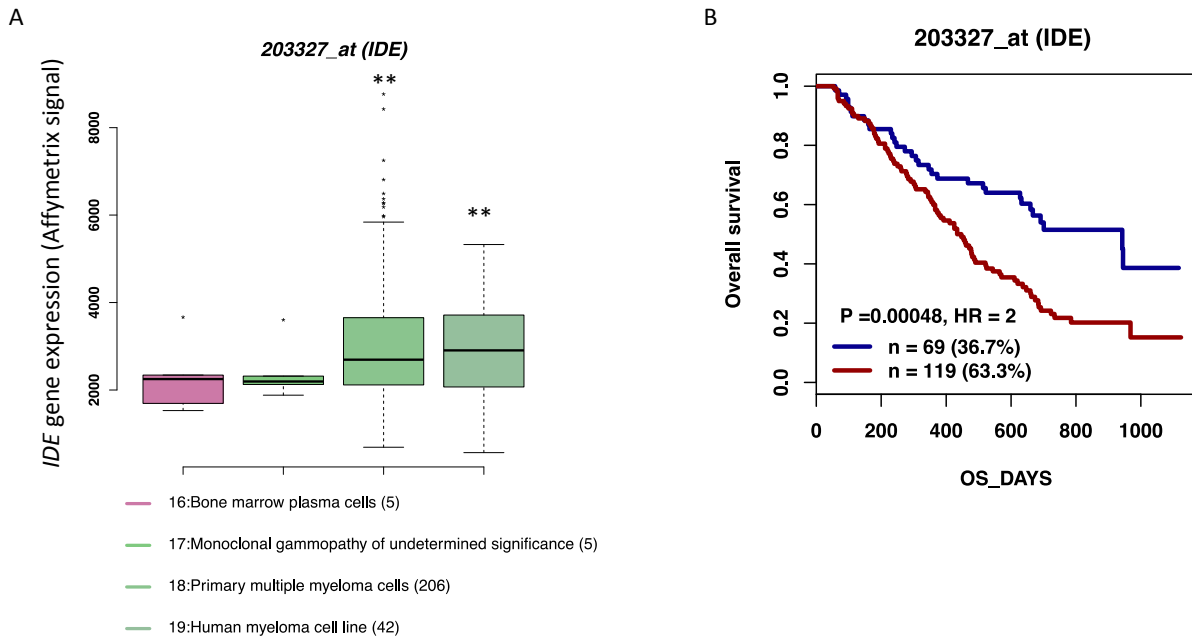 A
203327_at (IDE)
** 
**
IDE gene expression (Affymetrix signal)
8000
6000
4000
2000
16:Bone marrow plasma cells (5)
17:Monoclonal gammopathy of undetermined significance (5)
18:Primary multiple myeloma cells (206)
19:Human myeloma cell line (42)
B
203327_at (IDE)
Overall survival
1.0
0.8
0.6
0.4
0.2
0.0
P =0.00048, HR = 2
n = 69 (36.7%)
n = 119 (63.3%)
0 200 400 600 800 1000
OS_DAYS